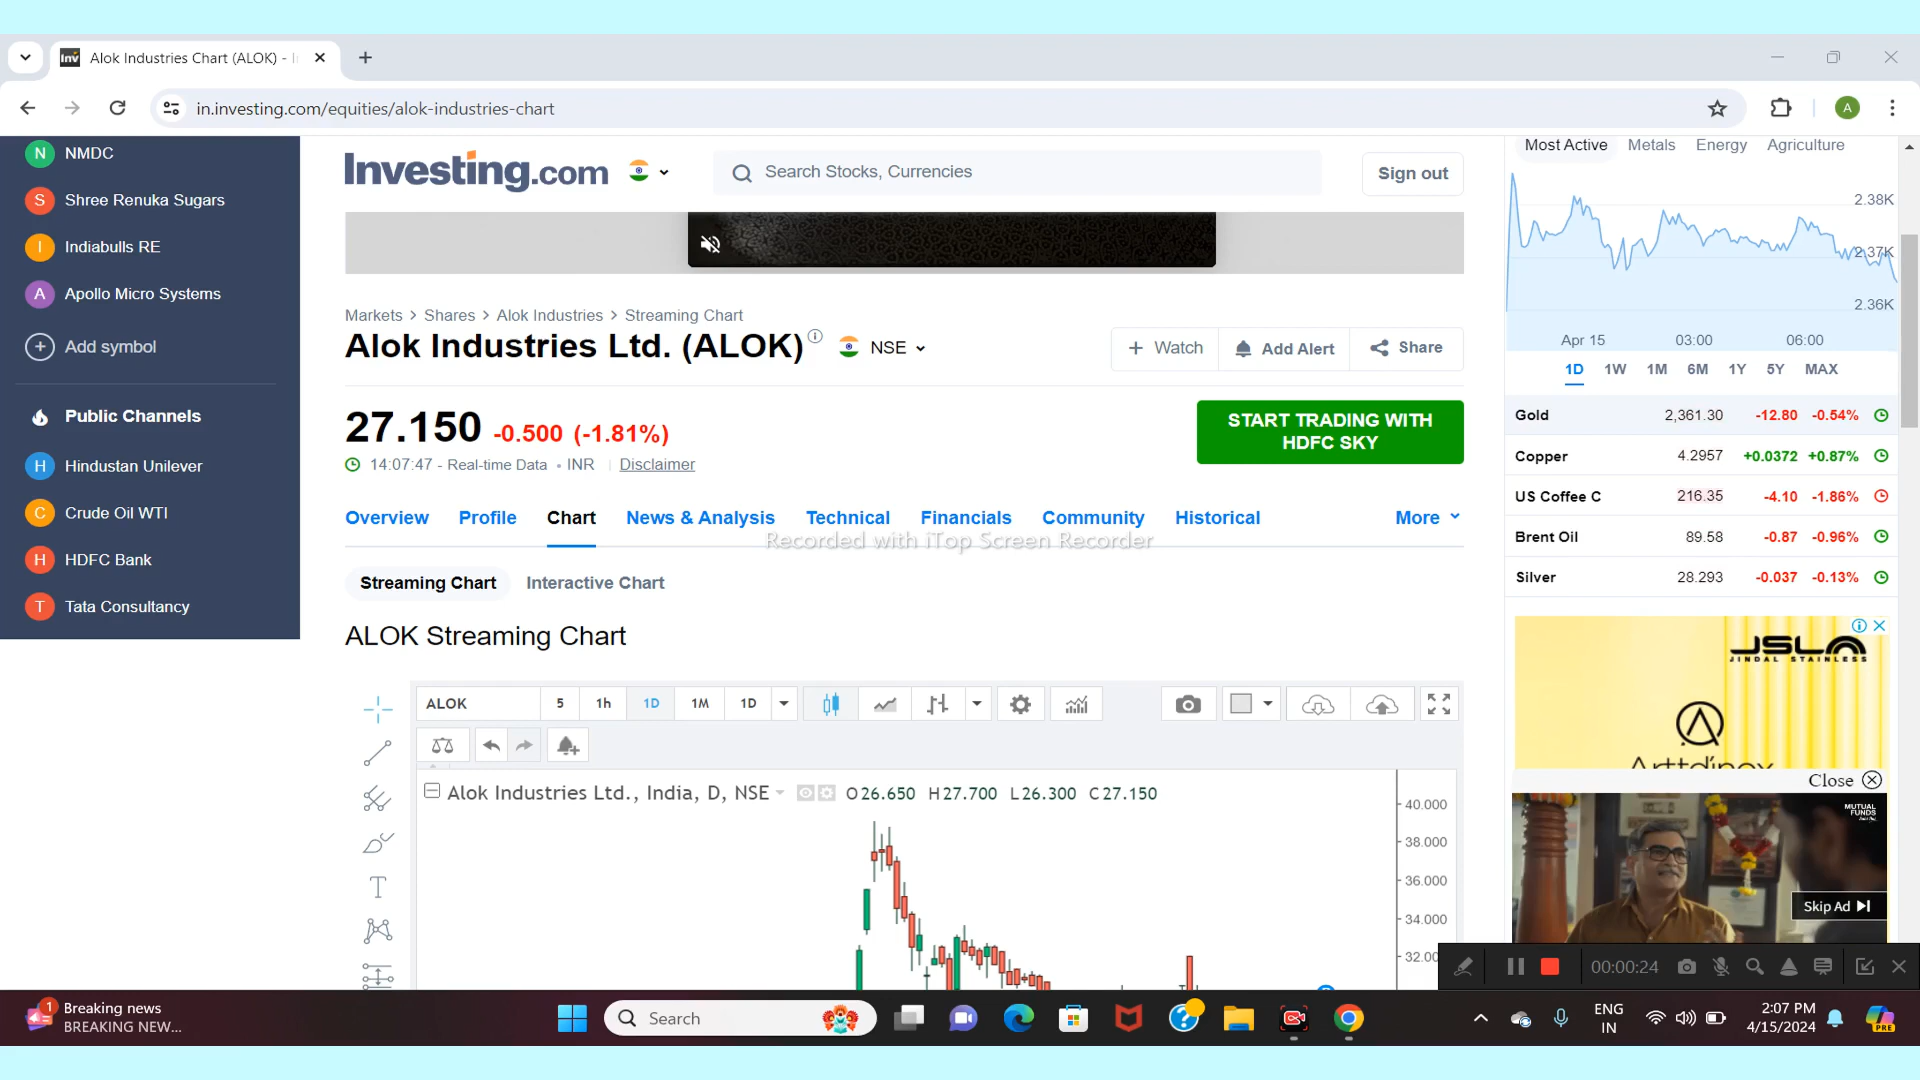 Inv Alok Industries Chart (ALOK) - I
in.investing.com/equities/alok-industries-chart
A
N NMDC
S Shree Renuka Sugars
I Indiabulls RE
A Apollo Micro Systems
+ Add symbol
Public Channels
H Hindustan Unilever
C Crude Oil WTI
H HDFC Bank
T Tata Consultancy
Investing.com
Search Stocks, Currencies
Sign out
Markets > Shares > Alok Industries > Streaming Chart
Alok Industries Ltd. (ALOK)
NSE
+ Watch
Add Alert
Share
27.150 -0.500 (-1.81%)
14:07:47 - Real-time Data • INR | Disclaimer
START TRADING WITH
HDFC SKY
Overview Profile Chart News & Analysis Technical Financials Community Historical More
Recorded with iTop Screen Recorder
Streaming Chart Interactive Chart
ALOK Streaming Chart
ALOK 5 1h 1D 1M 1D
Alok Industries Ltd., India, D, NSE O26.650 H27.700 L26.300 C27.150
40.000
38.000
36.000
34.000
32.00
Most Active Metals Energy Agriculture
2.38K
2.37K
2.36K
Apr 15 03:00 06:00
1D 1W 1M 6M 1Y 5Y MAX
Gold 2,361.30 -12.80 -0.54%
Copper 4.2957 +0.0372 +0.87%
US Coffee C 216.35 -4.10 -1.86%
Brent Oil 89.58 -0.87 -0.96%
Silver 28.293 -0.037 -0.13%
JSL
JINDAL STAINLESS
Arttdinox
Close
MUTUAL
FUNDS
Skip Ad
00:00:24
1 Breaking news
BREAKING NEW...
Search
ENG
IN
2:07 PM
4/15/2024
PRE